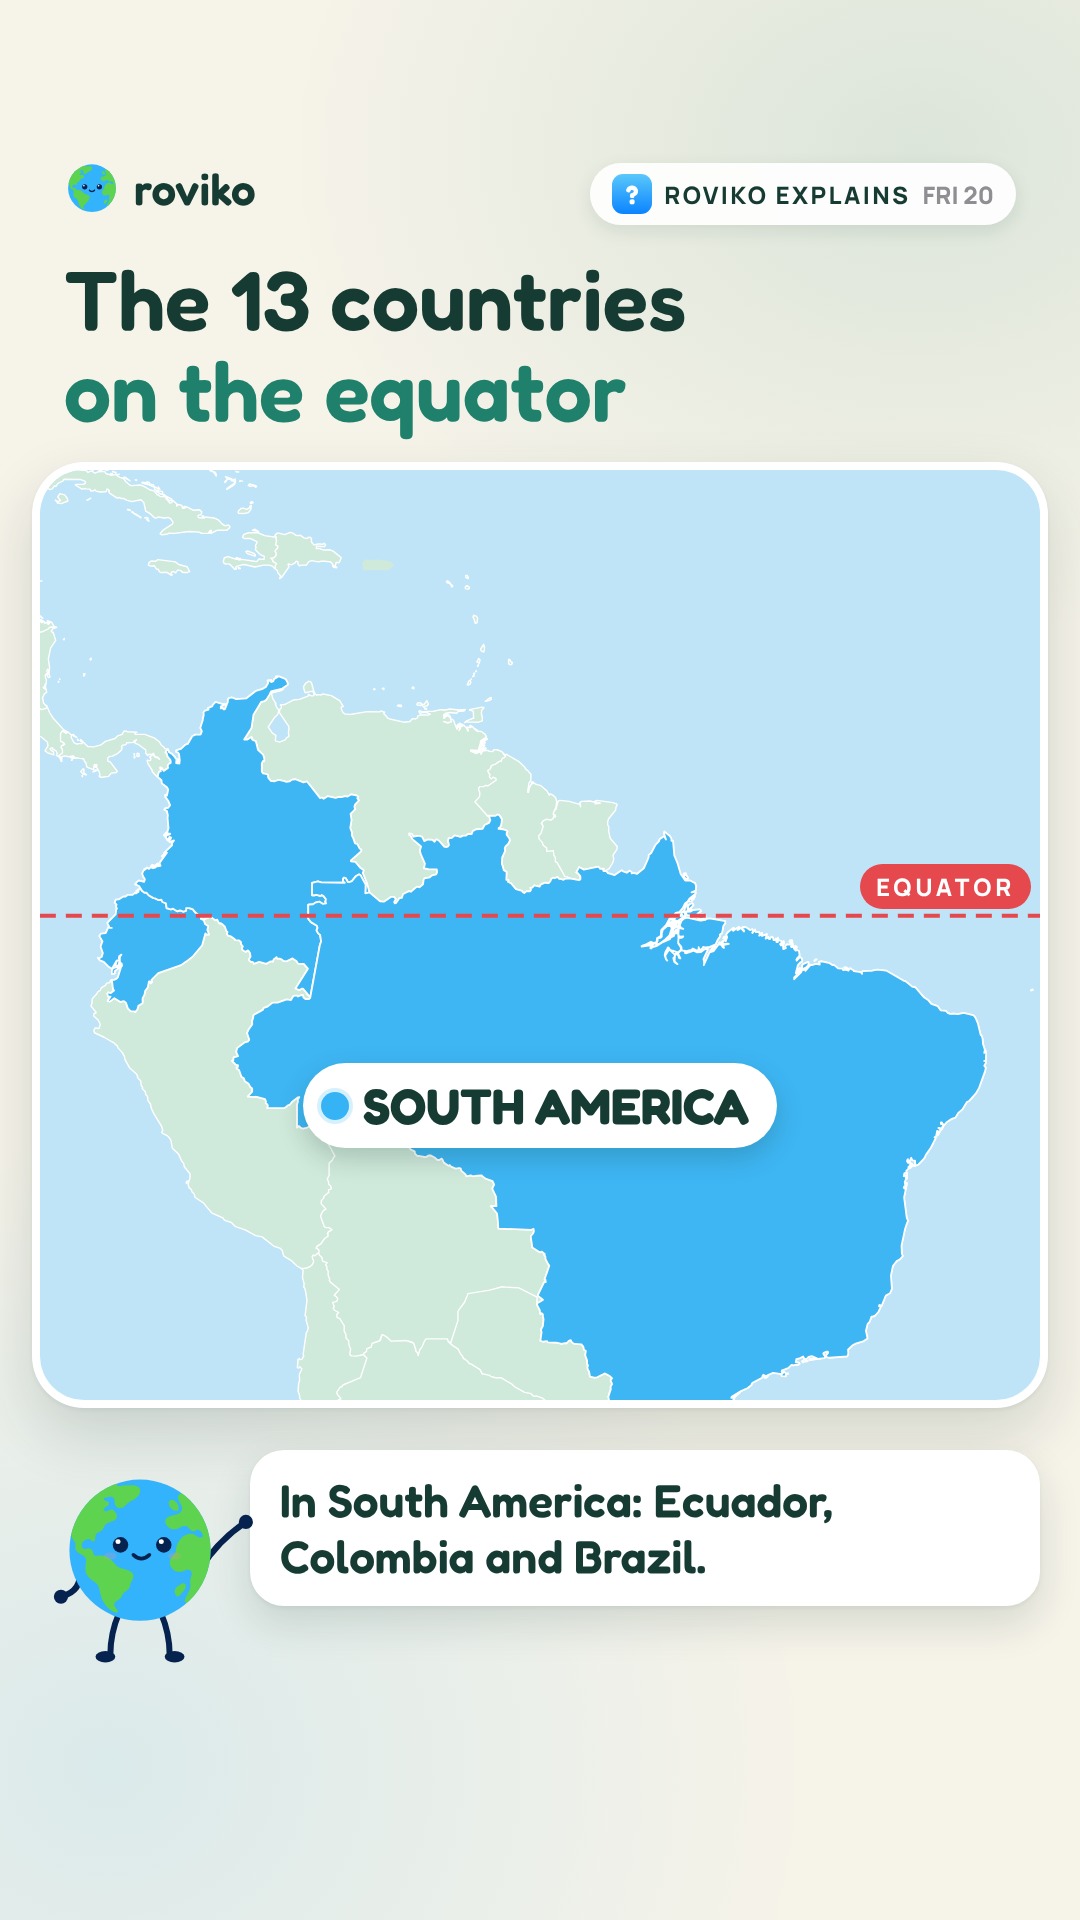 roviko
? ROVIKO EXPLAINS FRI 20
The 13 countries
on the equator
EQUATOR
SOUTH AMERICA
In South America: Ecuador,
Colombia and Brazil.